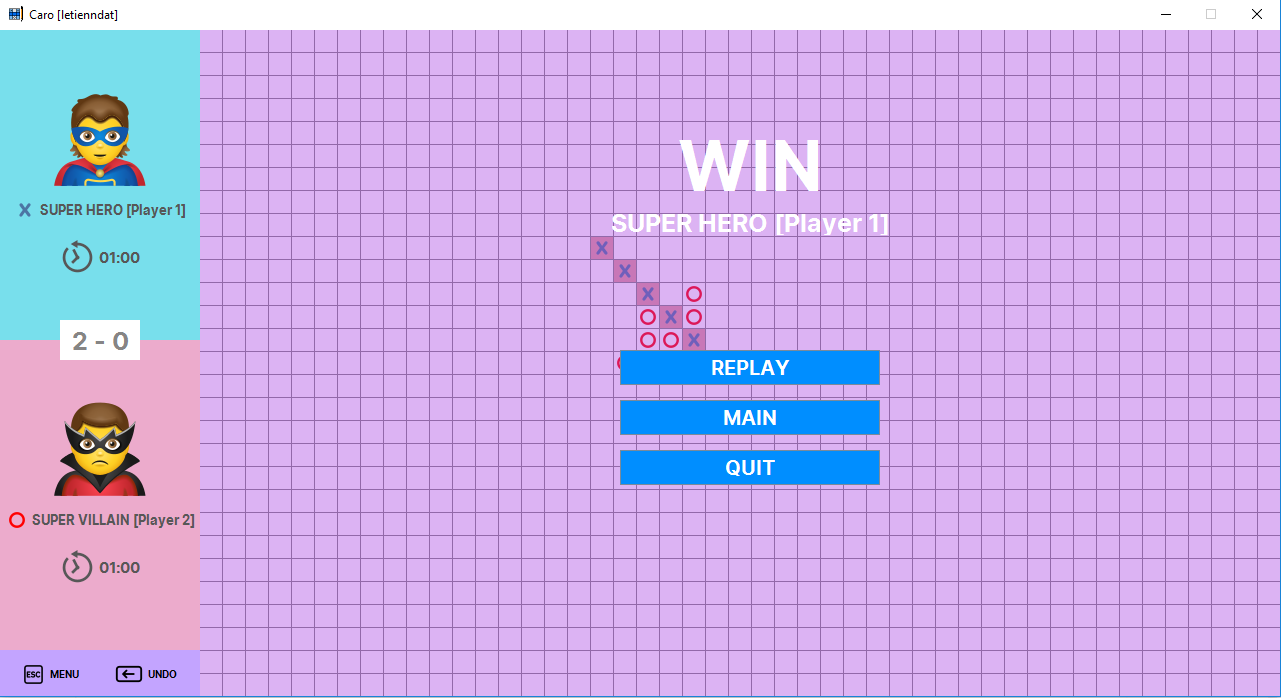 Caro [letienndat]
X SUPER HERO [Player 1]
01:00
2 - 0
O SUPER VILLAIN [Player 2]
01:00
ESC MENU
UNDO
WIN
SUPER HERO [Player 1]
X
X
X O
O X O
O O X
REPLAY
MAIN
QUIT